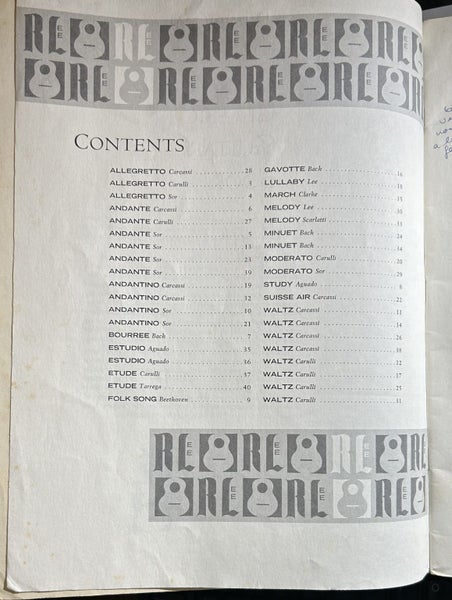 CONTENTS
ALLEGRETTO Carcassi 28
ALLEGRETTO Carulli 3
ALLEGRETTO Sor 4
ANDANTE Carcassi 6
ANDANTE Carulli 27
ANDANTE Sor 5
ANDANTE Sor 13
ANDANTE Sor 23
ANDANTE Sor 39
ANDANTINO Carcassi 19
ANDANTINO Carcassi 32
ANDANTINO Sor 10
ANDANTINO Sor 21
BOURREE Bach 7
ESTUDIO Aguado 35
ESTUDIO Aguado 36
ETUDE Carulli 37
ETUDE Tarrega 40
FOLK SONG Beethoven 9
GAVOTTE Bach 16
LULLABY Lee 18
MARCH Clarke 15
MELODY Lee 30
MELODY Scarlatti 33
MINUET Bach 24
MINUET Bach 34
MODERATO Carulli 20
MODERATO Sor 29
STUDY Aguado 8
SUISSE AIR Carcassi 22
WALTZ Carcassi 11
WALTZ Carcassi 14
WALTZ Carcassi 26
WALTZ Carcassi 38
WALTZ Carulli 12
WALTZ Carulli 17
WALTZ Carulli 25
WALTZ Carulli 31